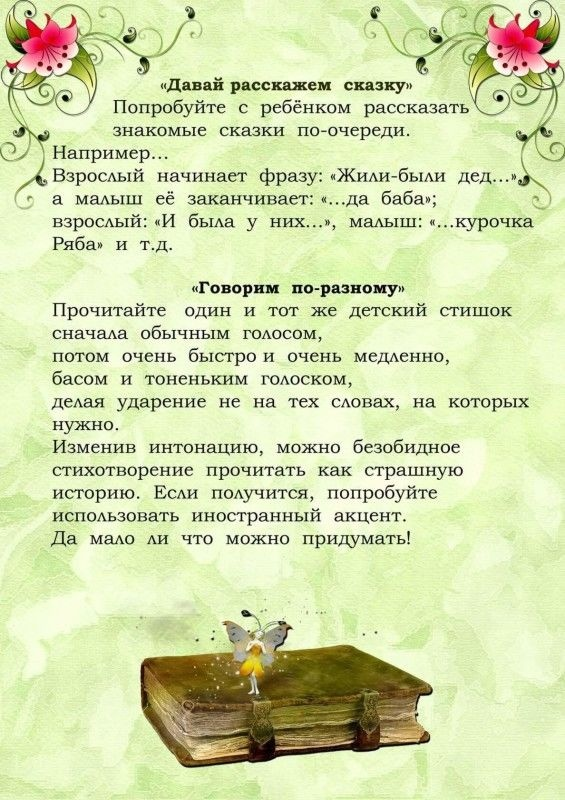 «Давай расскажем сказку»
Попробуйте с ребёнком рассказать
знакомые сказки по-очереди.
Например…
Взрослый начинает фразу: «Жили-были дед…»,
а малыш её заканчивает: «…да баба»;
взрослый: «И была у них…», малыш: «…курочка
Ряба» и т.д.
«Говорим по-разному»
Прочитайте один и тот же детский стишок
сначала обычным голосом,
потом очень быстро и очень медленно,
басом и тоненьким голоском,
делая ударение не на тех словах, на которых
нужно.
Изменив интонацию, можно безобидное
стихотворение прочитать как страшную
историю. Если получится, попробуйте
использовать иностранный акцент.
Да мало ли что можно придумать!